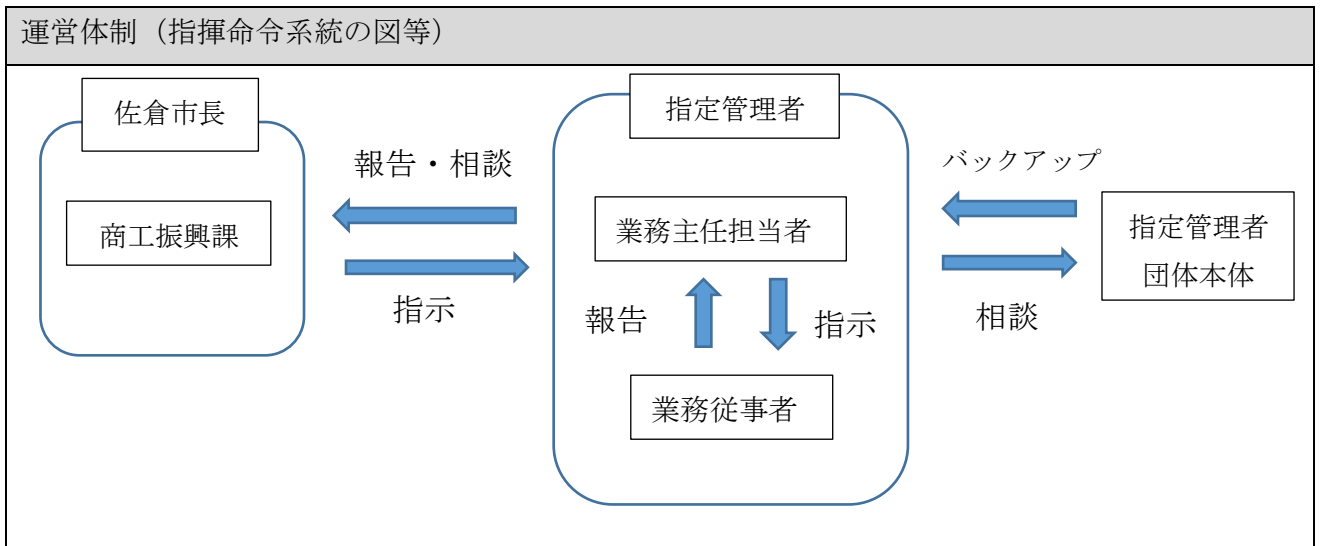 運営体制（指揮命令系統の図等）
佐倉市長
商工振興課
報告・相談
指示
指定管理者
業務主任担当者
報告
指示
業務従事者
バックアップ
相談
指定管理者
団体本体